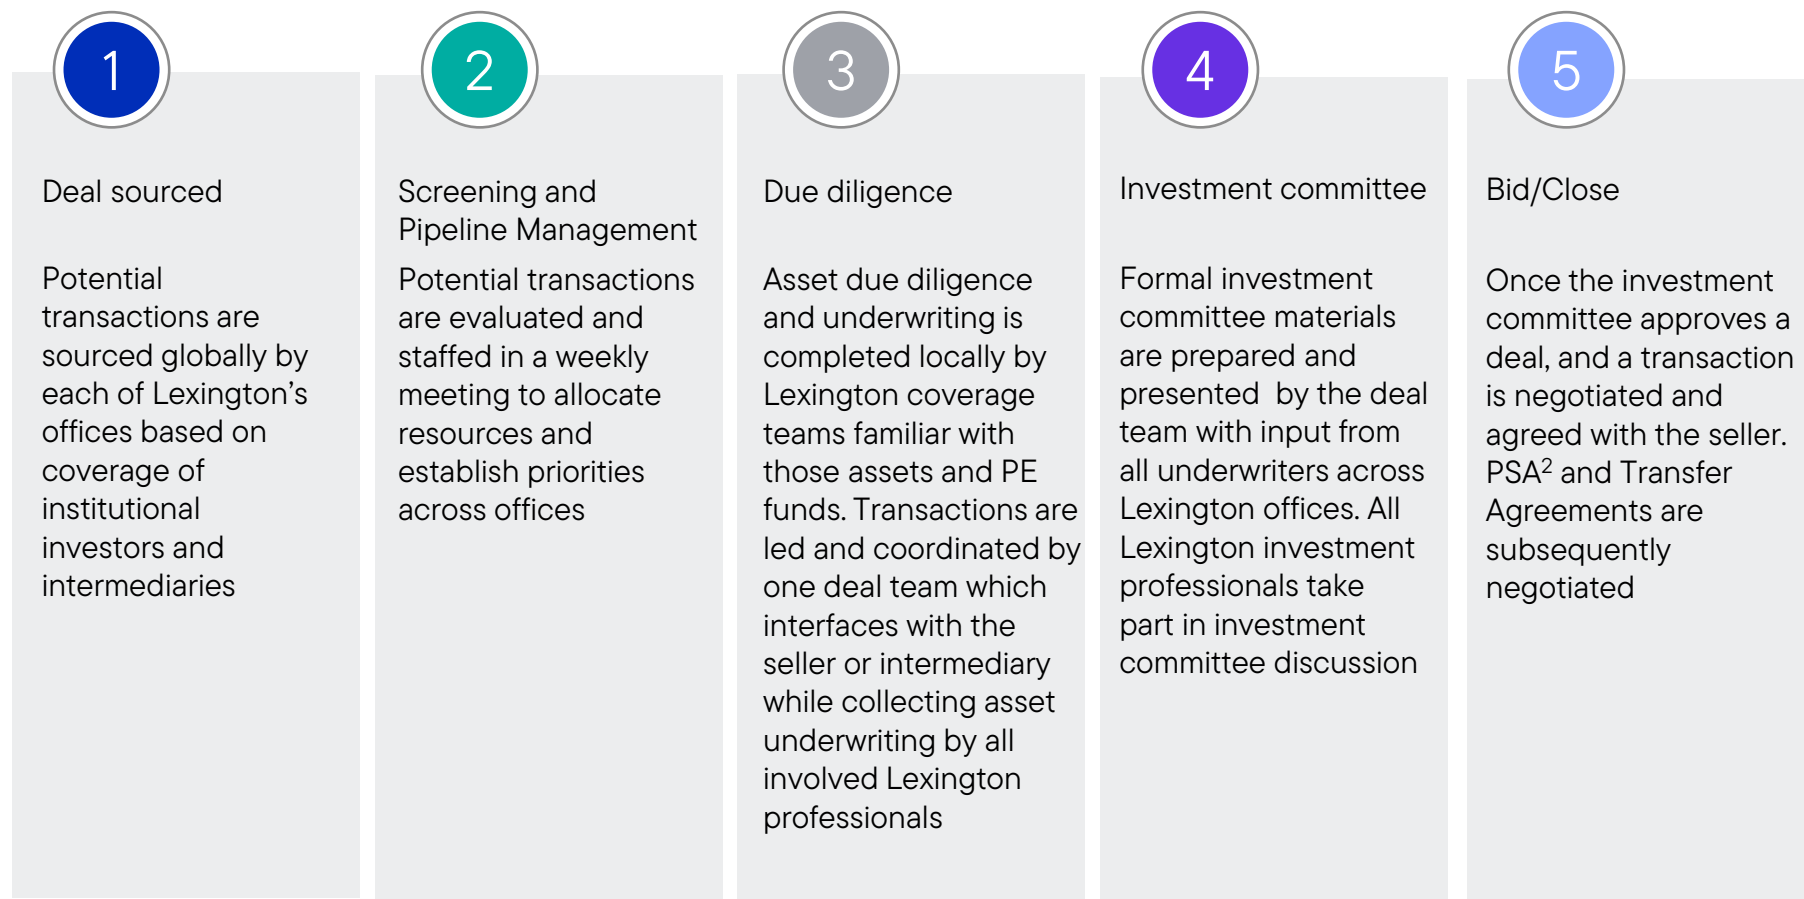 1
Deal sourced
Potential
transactions are
sourced globally by
each of Lexington’s
offices based on
coverage of
institutional
investors and
intermediaries
2
Screening and
Pipeline Management
Potential transactions
are evaluated and
staffed in a weekly
meeting to allocate
resources and
establish priorities
across offices
3
Due diligence
Asset due diligence
and underwriting is
completed locally by
Lexington coverage
teams familiar with
those assets and PE
funds. Transactions are
led and coordinated by
one deal team which
interfaces with the
seller or intermediary
while collecting asset
underwriting by all
involved Lexington
professionals
4
Investment committee
Formal investment
committee materials
are prepared and
presented  by the deal
team with input from
all underwriters across
Lexington offices. All
Lexington investment
professionals take
part in investment
committee discussion
5
Bid/Close
Once the investment
committee approves a
deal, and a transaction
is negotiated and
agreed with the seller.
PSA² and Transfer
Agreements are
subsequently
negotiated